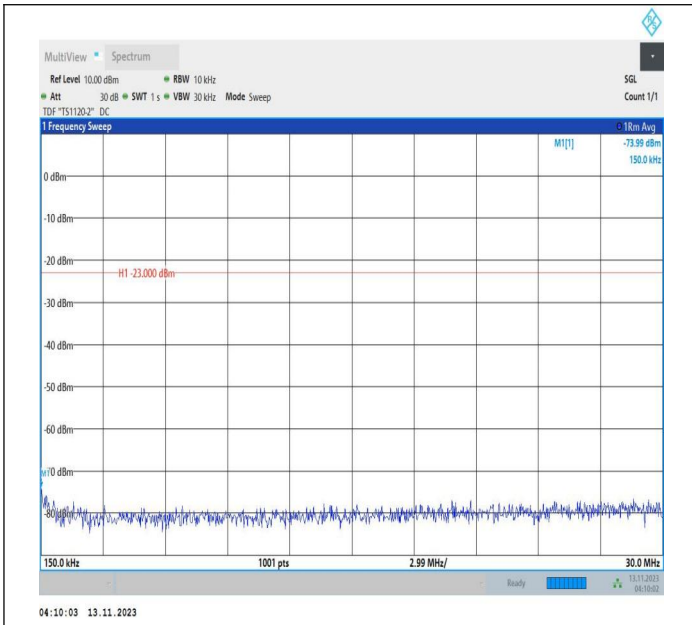 MultiView Spectrum
Ref Level 10.00 dBm RBW 10 kHz SGL
Att 30 dB SWT 1 s VBW 30 kHz Mode Sweep Count 1/1
TDF "TS1120-2" DC
1 Frequency Sweep 1Rm Avg
M1[1] -73.99 dBm
150.0 kHz
0 dBm
-10 dBm
-20 dBm
H1 -23.000 dBm
-30 dBm
-40 dBm
-50 dBm
-60 dBm
-70 dBm
-80 dBm
150.0 kHz 1001 pts 2.99 MHz/ 30.0 MHz
Ready 13.11.2023
04:10:02
04:10:03 13.11.2023